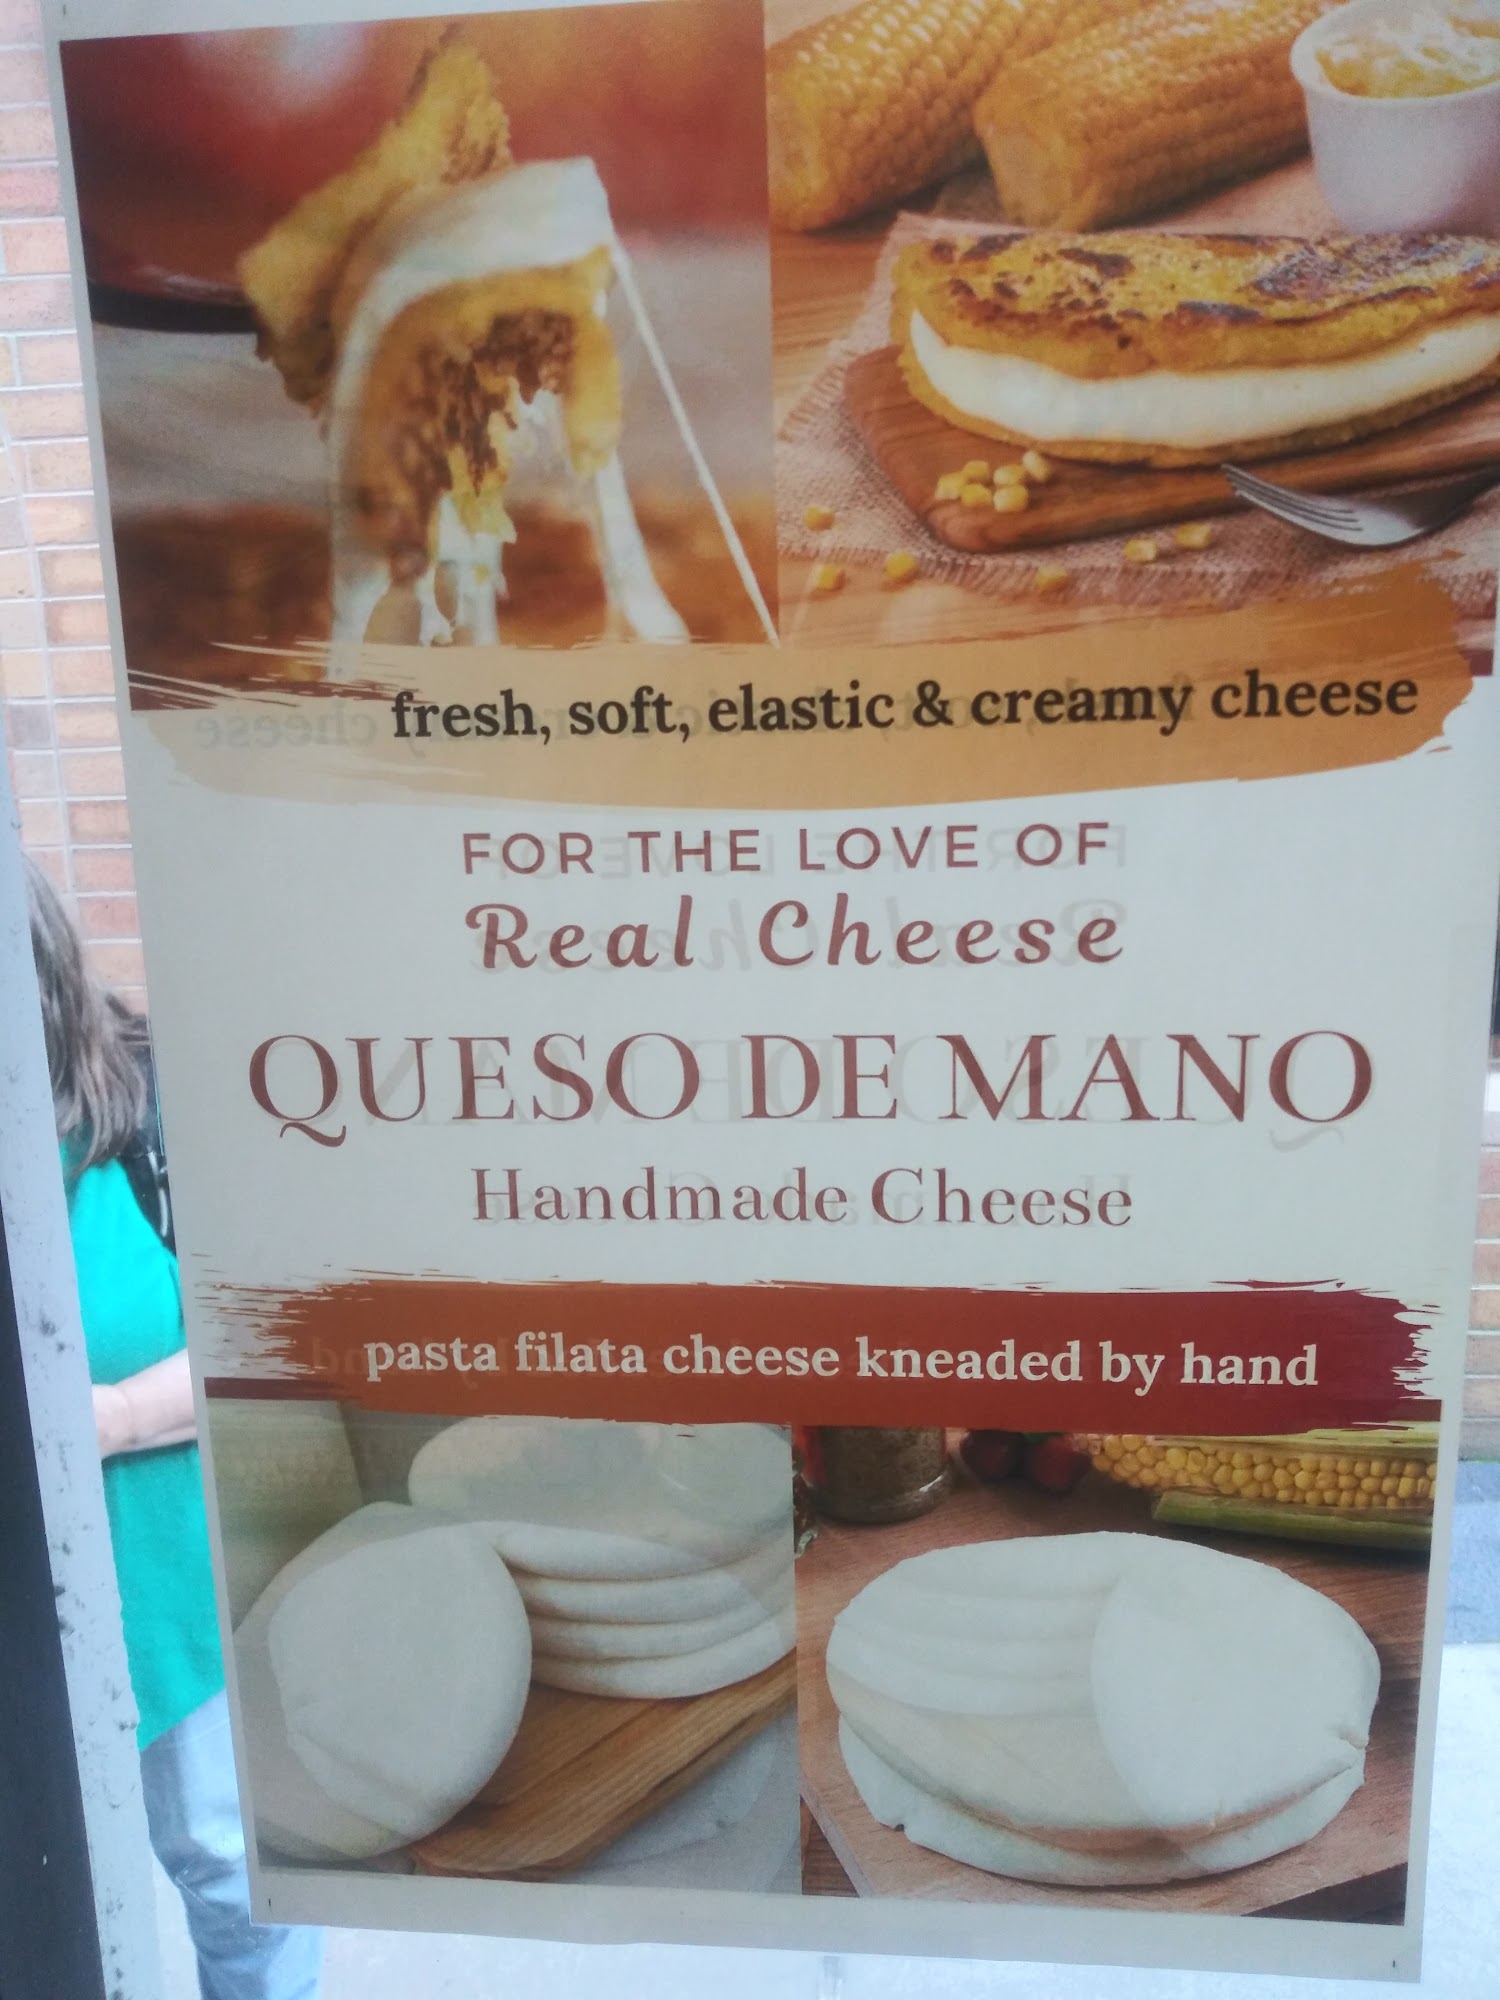 fresh, soft, elastic & creamy cheese
FOR THE LOVE OF
Real Cheese
QUESO DE MANO
Handmade Cheese
pasta filata cheese kneaded by hand